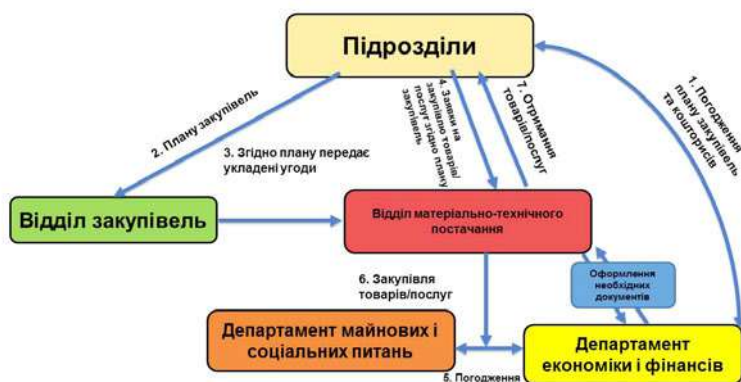 Підрозділи
1. Погодження
плану закупівель
та кошторисів
2. Плану закупівель
3. Згідно плану передає
укладені угоди
4. Заявки на
закупівлю товарів/
послуг згідно плану
закупівель
7. Отримання
товарів/послуг
Відділ закупівель
Відділ матеріально-технічного
постачання
Оформлення
необхідних
документів
6. Закупівля
товарів/послуг
Департамент майнових і
соціальних питань
5. Погодження
Департамент
економіки і фінансів